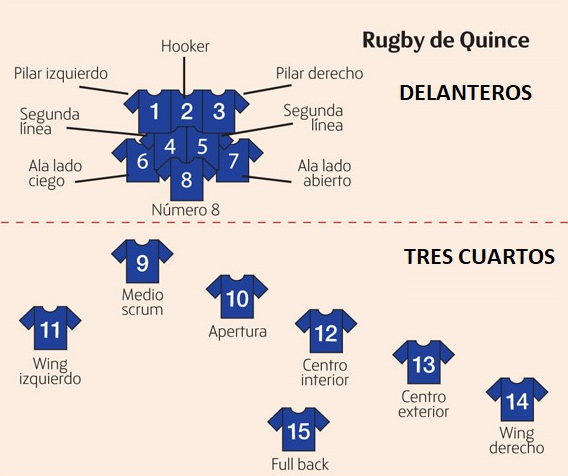 Rugby de Quince
Hooker
Pilar izquierdo
Pilar derecho
DELANTEROS
1 2 3
Segunda
línea
Segunda
línea
4 5
6 7
Ala lado
ciego
Ala lado
abierto
8
Número 8
TRES CUARTOS
9
Medio
scrum
10
Apertura
11
Wing
izquierdo
12
Centro
interior
13
Centro
exterior
14
Wing
derecho
15
Full back